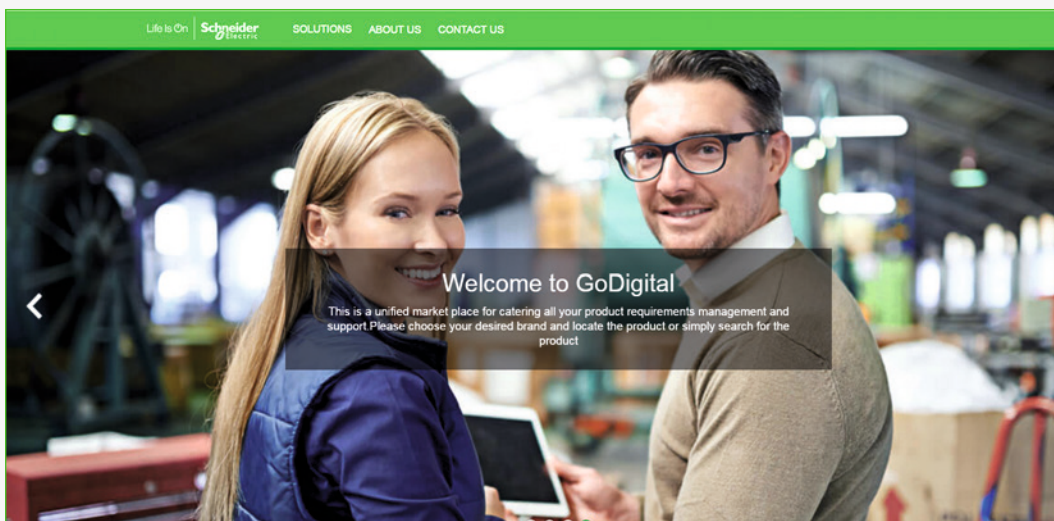 Life Is On Schneider Electric SOLUTIONS ABOUT US CONTACT US
Welcome to GoDigital
This is a unified market place for catering all your product requirements management and
support.Please choose your desired brand and locate the product or simply search for the
product